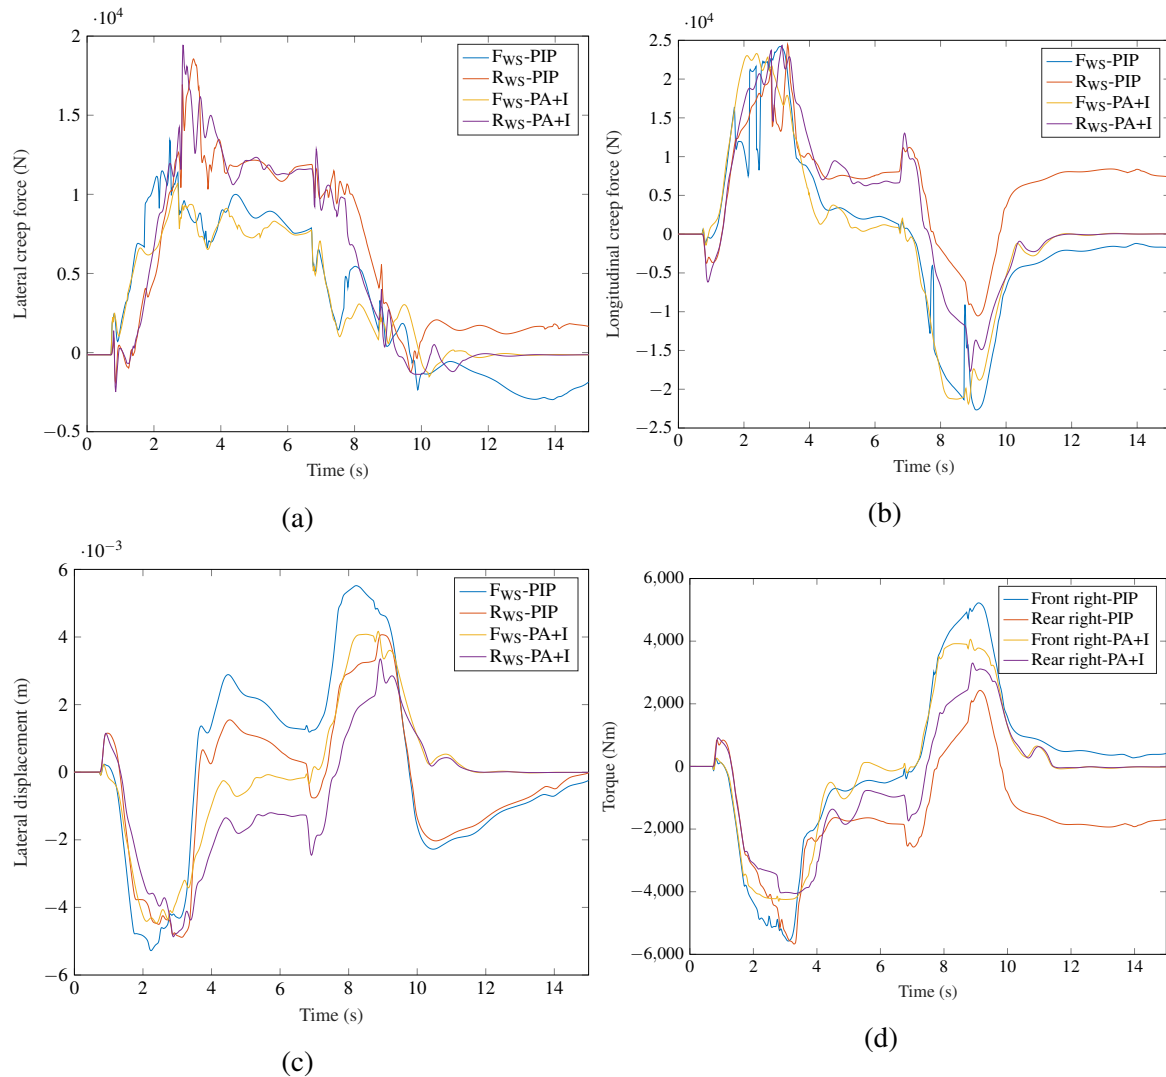 ·10⁴
2
1.5
1
0.5
0
−0.5
Lateral creep force (N)
F_WS-PIP
R_WS-PIP
F_WS-PA+I
R_WS-PA+I
0 2 4 6 8 10 12 14
Time (s)
(a)
·10⁴
2.5
2
1.5
1
0.5
0
−0.5
−1
−1.5
−2
−2.5
Longitudinal creep force (N)
F_WS-PIP
R_WS-PIP
F_WS-PA+I
R_WS-PA+I
0 2 4 6 8 10 12 14
Time (s)
(b)
·10⁻³
6
4
2
0
−2
−4
−6
Lateral displacement (m)
F_WS-PIP
R_WS-PIP
F_WS-PA+I
R_WS-PA+I
0 2 4 6 8 10 12 14
Time (s)
(c)
6,000
4,000
2,000
0
−2,000
−4,000
−6,000
Torque (Nm)
Front right-PIP
Rear right-PIP
Front right-PA+I
Rear right-PA+I
0 2 4 6 8 10 12 14
Time (s)
(d)